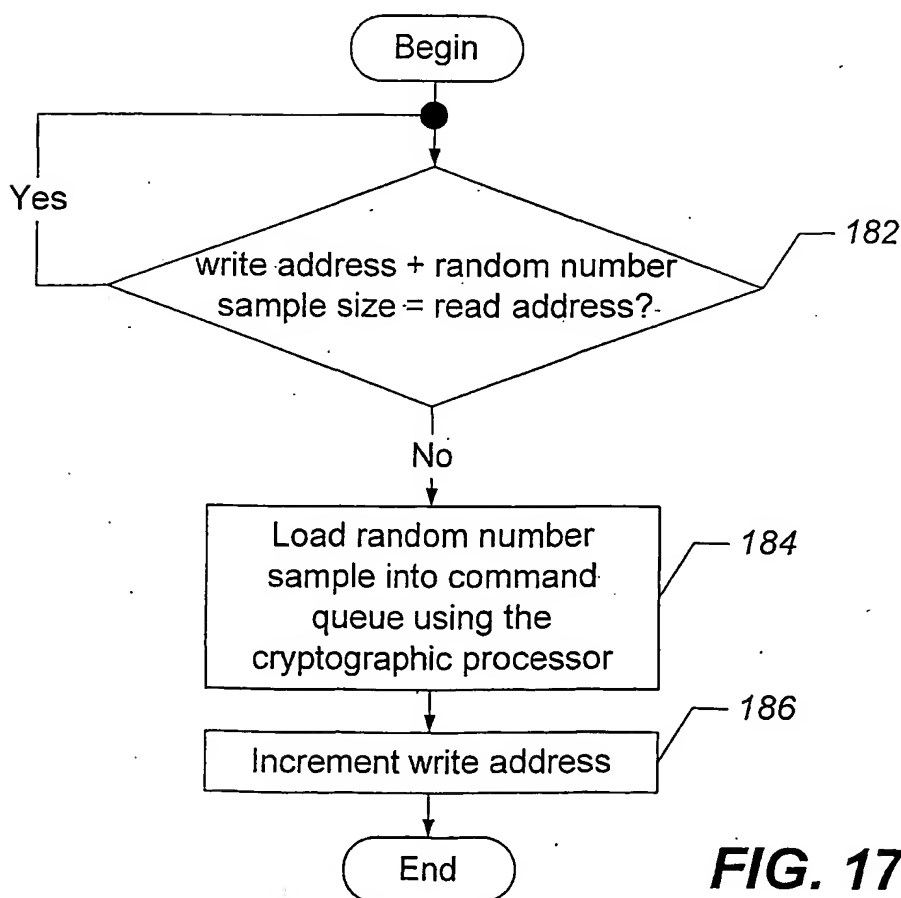 Begin
Yes
write address + random number
sample size = read address?
182
No
Load random number
sample into command
queue using the
cryptographic processor
184
186
Increment write address
End
FIG. 17